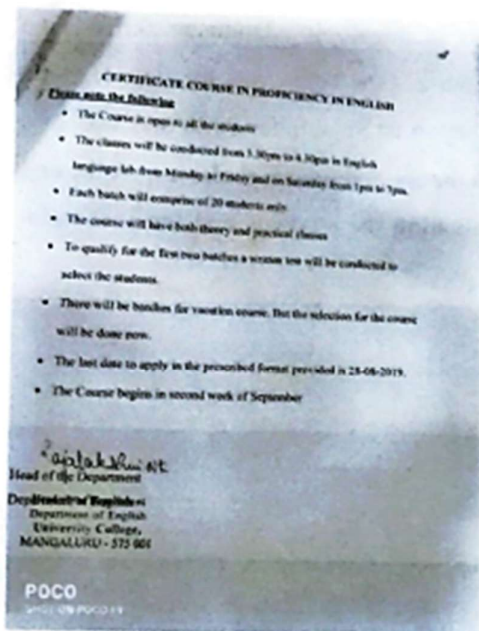 CERTIFICATE COURSE IN PROFICIENCY IN ENGLISH
Please note the following
• The Course is open to all the students
• The classes will be conducted from 3.30pm to 4.30pm in English
language lab from Monday to Friday and on Saturday from 1pm to
• Each batch will comprise of 20 students only
• The course will have both theory and practical classes
• To qualify for the first two batches a written test will be conducted to
select the students.
• There will be batches for vacation course. But the selection for the course
will be done now.
• The last date to apply in the prescribed format provided is 28-08-2019.
• The Course begins in second week of September
Head of the Department
Department of English
University College,
MANGALURU - 575 001
POCO
SHOT ON POCO F1